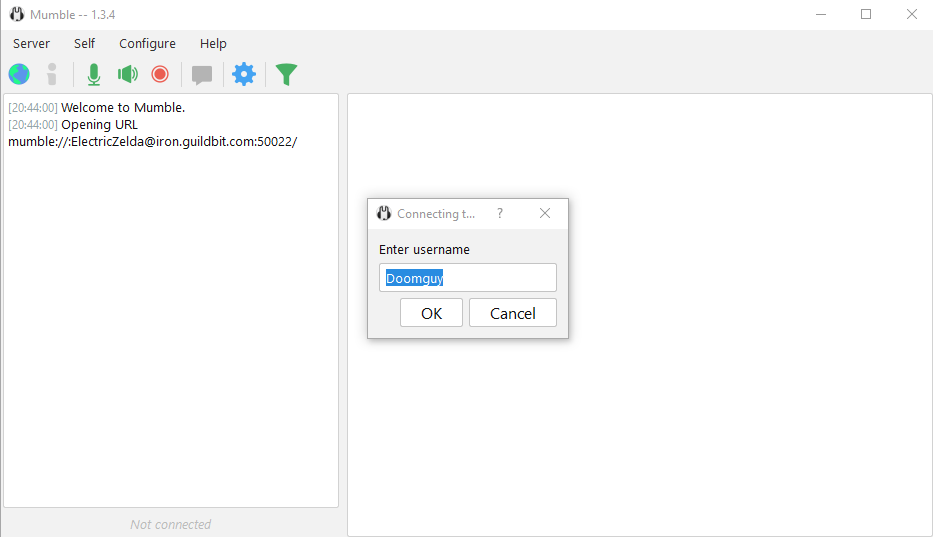 Mumble -- 1.3.4
Server Self Configure Help
[20:44:00] Welcome to Mumble.
[20:44:00] Opening URL
mumble://:ElectricZelda@iron.guildbit.com:50022/
Connecting t... ?
Enter username
Doomguy
OK Cancel
Not connected